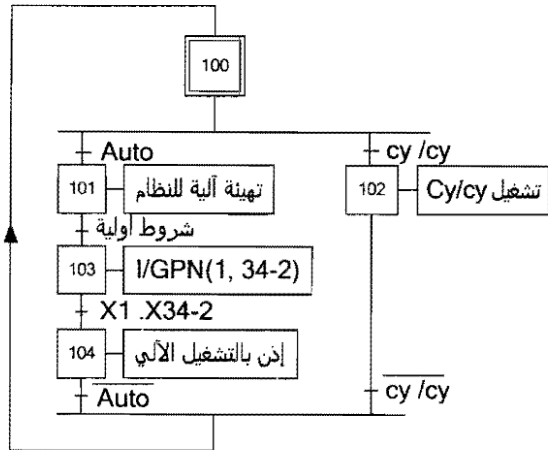 100
Auto
cy /cy
101
تهيئة آلية للنظام
102
تشغيل Cy/cy
شروط أولية
103
I/GPN(1, 34-2)
X1 .X34-2
104
إذن بالتشغيل الآلي
Auto
cy /cy